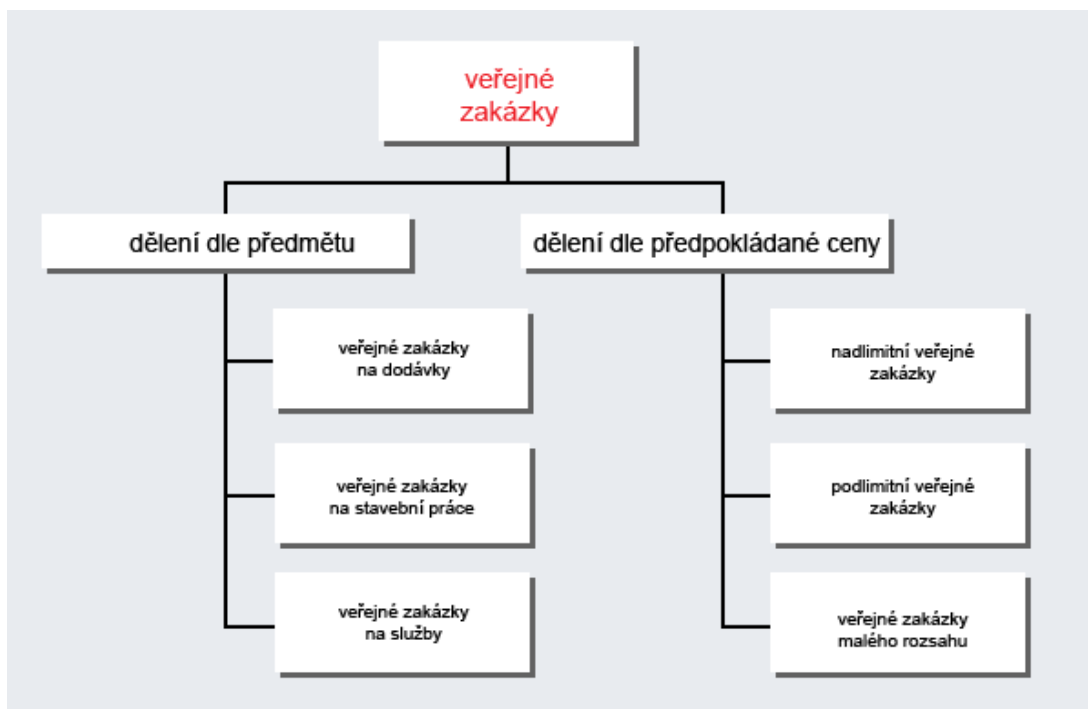 veřejné
zakázky
dělení dle předmětu
veřejné zakázky
na dodávky
veřejné zakázky
na stavební práce
veřejné zakázky
na služby
dělení dle předpokládané ceny
nadlimitní veřejné
zakázky
podlimitní veřejné
zakázky
veřejné zakázky
malého rozsahu